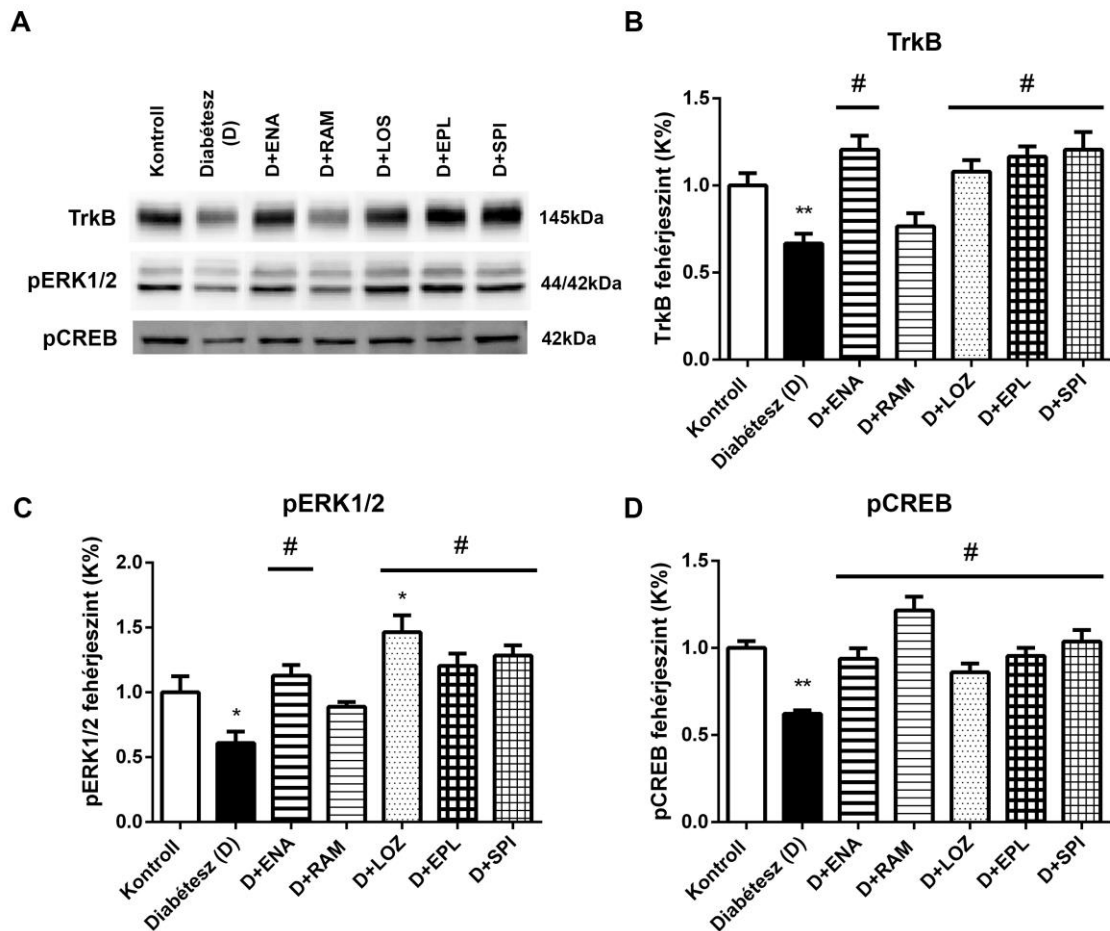 A
Kontroll
Diabétesz
(D)
D+ENA
D+RAM
D+LOS
D+EPL
D+SPI
TrkB
145kDa
pERK1/2
44/42kDa
pCREB
42kDa
B
TrkB
#
#
**
TrkB fehérjeszint (K%)
1.5
1.0
0.5
0.0
Kontroll
Diabétesz (D)
D+ENA
D+RAM
D+LOZ
D+EPL
D+SPI
C
pERK1/2
#
#
*
*
pERK1/2 fehérjeszint (K%)
2.0
1.5
1.0
0.5
0.0
Kontroll
Diabétesz (D)
D+ENA
D+RAM
D+LOZ
D+EPL
D+SPI
D
pCREB
#
**
pCREB fehérjeszint (K%)
1.5
1.0
0.5
0.0
Kontroll
Diabétesz (D)
D+ENA
D+RAM
D+LOZ
D+EPL
D+SPI